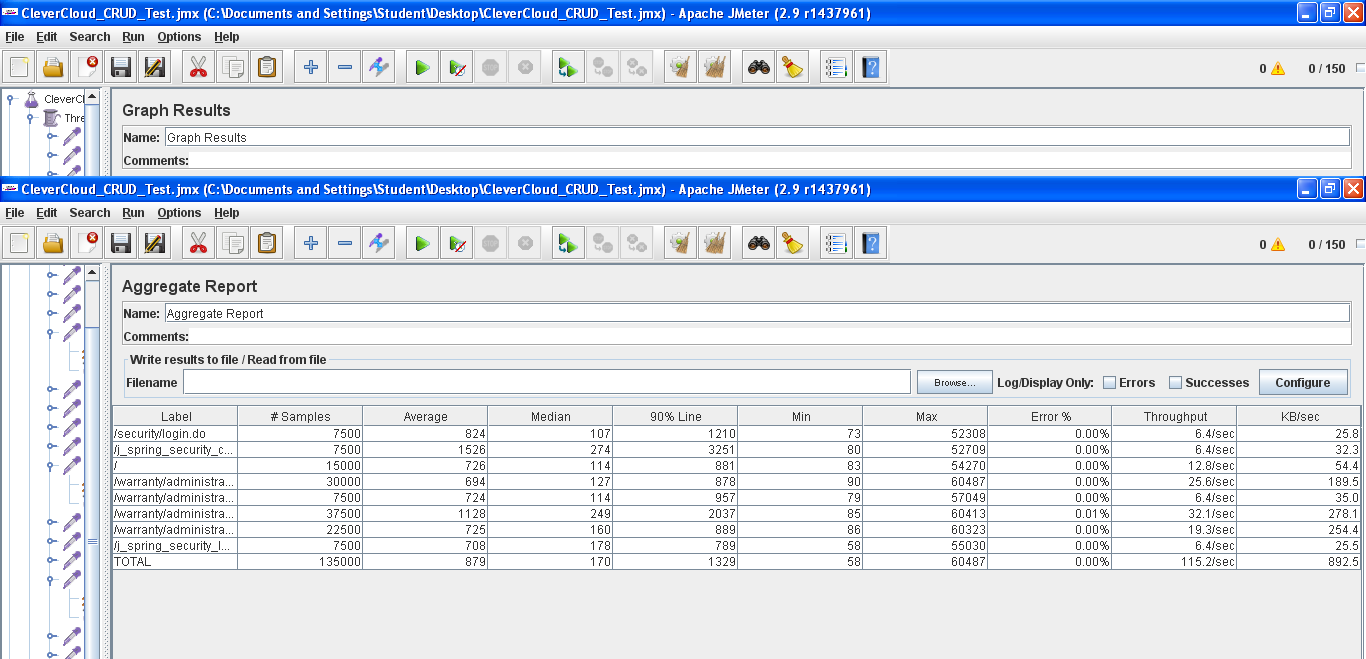 CleverCloud_CRUD_Test.jmx (C:\Documents and Settings\Student\Desktop\CleverCloud_CRUD_Test.jmx) - Apache JMeter (2.9 r1437961)
File Edit Search Run Options Help
0 0 / 150
CleverCl
Thre
Graph Results
Name: Graph Results
Comments:
CleverCloud_CRUD_Test.jmx (C:\Documents and Settings\Student\Desktop\CleverCloud_CRUD_Test.jmx) - Apache JMeter (2.9 r1437961)
File Edit Search Run Options Help
0 0 / 150
Aggregate Report
Name: Aggregate Report
Comments:
Write results to file / Read from file
Filename Browse... Log/Display Only: Errors Successes Configure
Label # Samples Average Median 90% Line Min Max Error % Throughput KB/sec
/security/login.do 7500 824 107 1210 73 52308 0.00% 6.4/sec 25.8
/j_spring_security_c... 7500 1526 274 3251 80 52709 0.00% 6.4/sec 32.3
/ 15000 726 114 881 83 54270 0.00% 12.8/sec 54.4
/warranty/administra... 30000 694 127 878 90 60487 0.00% 25.6/sec 189.5
/warranty/administra... 7500 724 114 957 79 57049 0.00% 6.4/sec 35.0
/warranty/administra... 37500 1128 249 2037 85 60413 0.01% 32.1/sec 278.1
/warranty/administra... 22500 725 160 889 86 60323 0.00% 19.3/sec 254.4
/j_spring_security_l... 7500 708 178 789 58 55030 0.00% 6.4/sec 25.5
TOTAL 135000 879 170 1329 58 60487 0.00% 115.2/sec 892.5